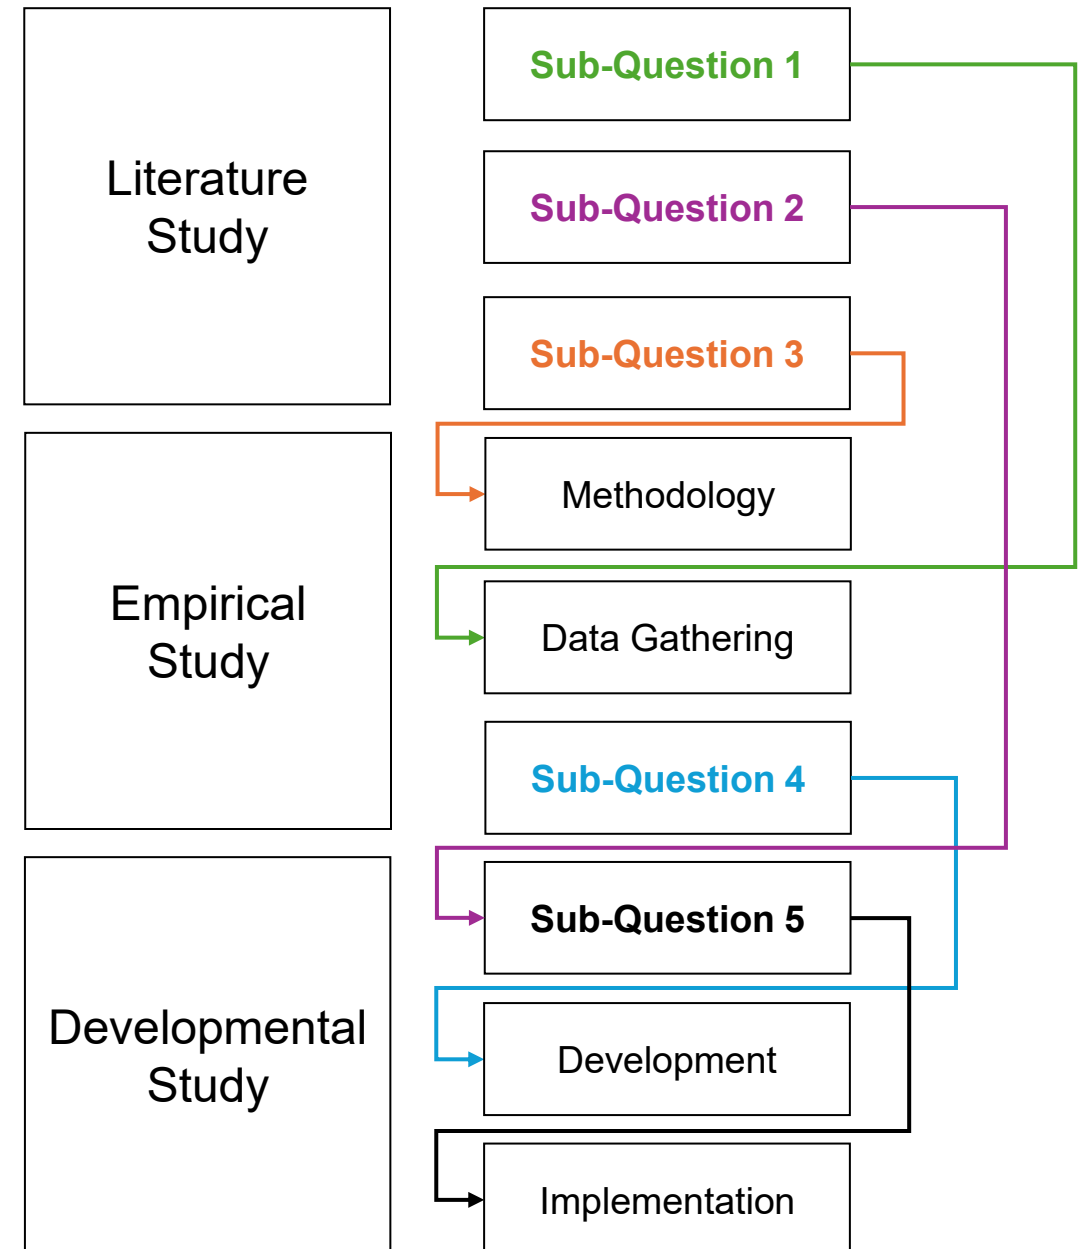 Literature
Study
Sub-Question 1
Sub-Question 2
Sub-Question 3
Empirical
Study
Methodology
Data Gathering
Sub-Question 4
Developmental
Study
Sub-Question 5
Development
Implementation